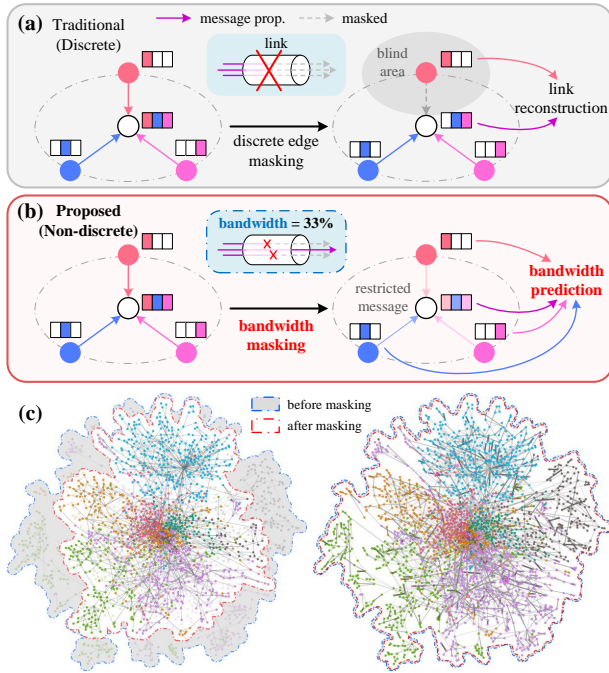 (a) Traditional
(Discrete)
message prop.
masked
link
blind
area
link
reconstruction
discrete edge
masking
(b) Proposed
(Non-discrete)
bandwidth = 33%
restricted
message
bandwidth
prediction
bandwidth
masking
(c)
before masking
after masking